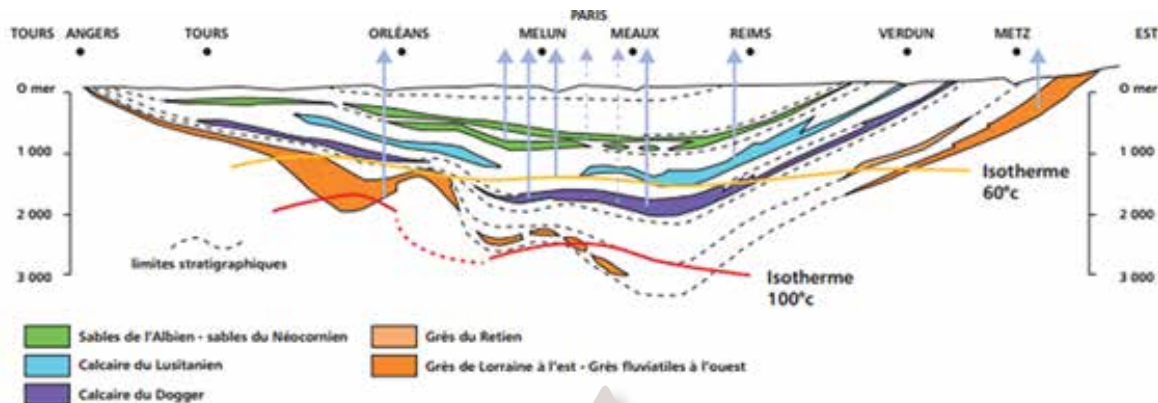 PARIS
TOURS ANGERS TOURS ORLÉANS MELUN MEAUX REIMS VERDUN METZ EST
0 mer 0 mer
1 000 1 000
Isotherme
60°c
2 000 2 000
limites stratigraphiques
3 000 3 000
Isotherme
100°c
Sables de l'Albien - sables du Néocornien Grès du Retien
Calcaire du Lusitanien Grès de Lorraine à l'est - Grès fluviatiles à l'ouest
Calcaire du Dogger